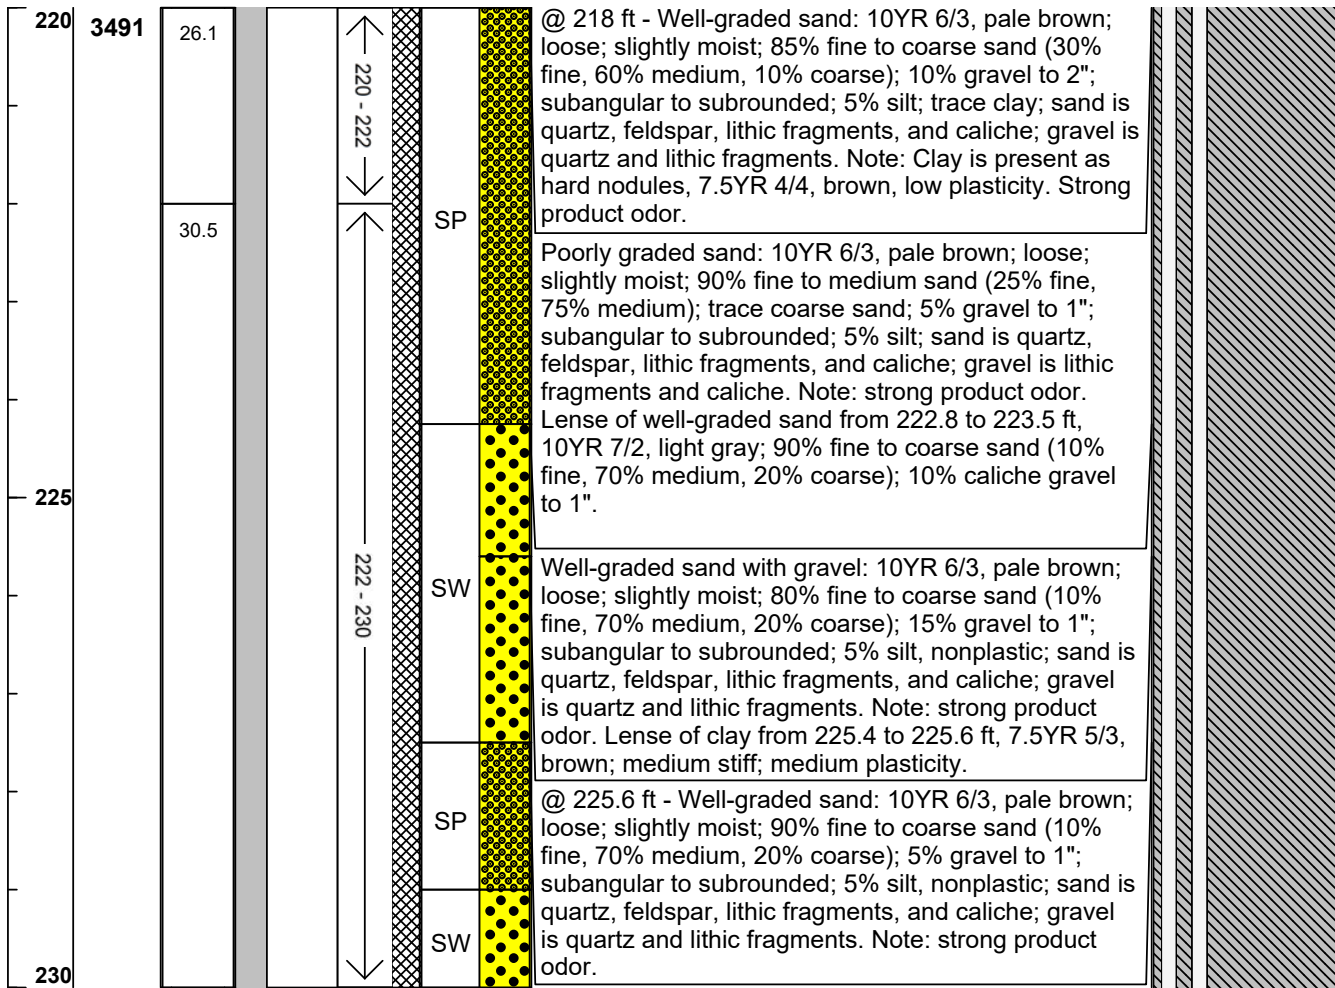 220
3491
26.1
220 - 222
@ 218 ft - Well-graded sand: 10YR 6/3, pale brown;
loose; slightly moist; 85% fine to coarse sand (30%
fine, 60% medium, 10% coarse); 10% gravel to 2";
subangular to subrounded; 5% silt; trace clay; sand is
quartz, feldspar, lithic fragments, and caliche; gravel is
quartz and lithic fragments. Note: Clay is present as
hard nodules, 7.5YR 4/4, brown, low plasticity. Strong
product odor.
30.5
SP
Poorly graded sand: 10YR 6/3, pale brown; loose;
slightly moist; 90% fine to medium sand (25% fine,
75% medium); trace coarse sand; 5% gravel to 1";
subangular to subrounded; 5% silt; sand is quartz,
feldspar, lithic fragments, and caliche; gravel is lithic
fragments and caliche. Note: strong product odor.
Lense of well-graded sand from 222.8 to 223.5 ft,
10YR 7/2, light gray; 90% fine to coarse sand (10%
fine, 70% medium, 20% coarse); 10% caliche gravel
to 1".
225
222 - 230
SW
Well-graded sand with gravel: 10YR 6/3, pale brown;
loose; slightly moist; 80% fine to coarse sand (10%
fine, 70% medium, 20% coarse); 15% gravel to 1";
subangular to subrounded; 5% silt, nonplastic; sand is
quartz, feldspar, lithic fragments, and caliche; gravel
is quartz and lithic fragments. Note: strong product
odor. Lense of clay from 225.4 to 225.6 ft, 7.5YR 5/3,
brown; medium stiff; medium plasticity.
SP
@ 225.6 ft - Well-graded sand: 10YR 6/3, pale brown;
loose; slightly moist; 90% fine to coarse sand (10%
fine, 70% medium, 20% coarse); 5% gravel to 1";
subangular to subrounded; 5% silt, nonplastic; sand is
quartz, feldspar, lithic fragments, and caliche; gravel
is quartz and lithic fragments. Note: strong product
odor.
SW
230